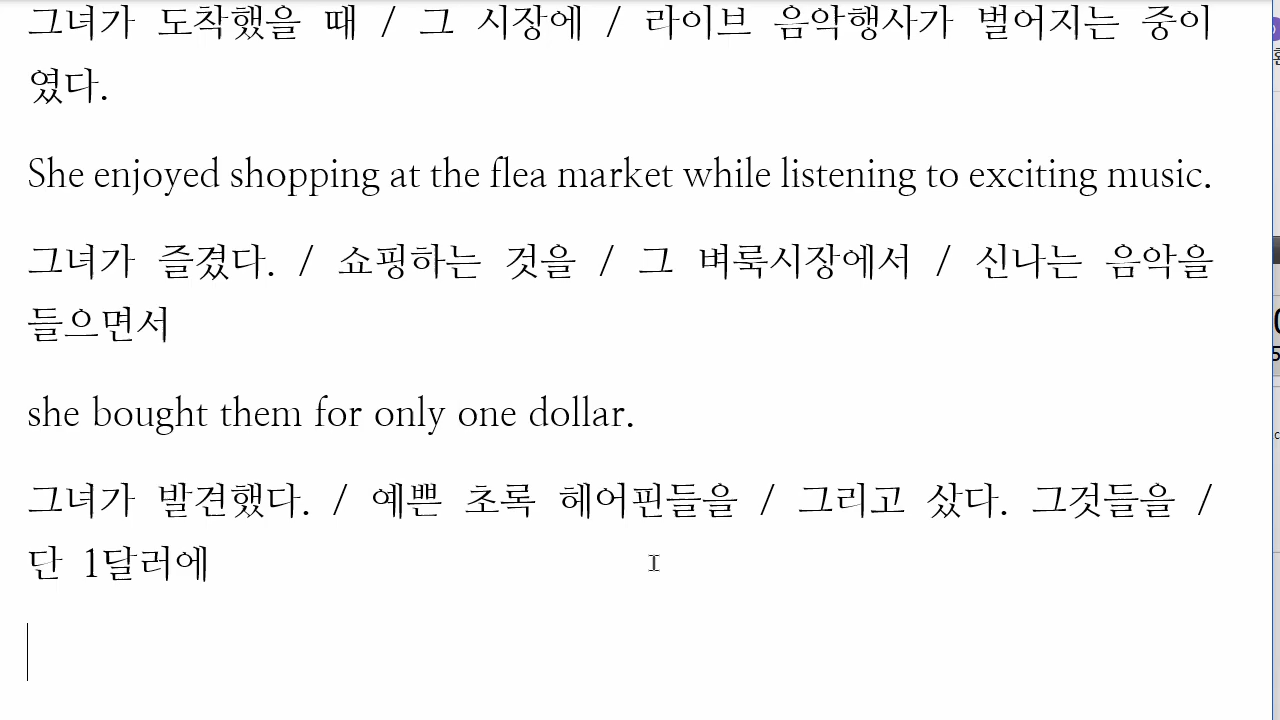 그녀가 도착했을 때 / 그 시장에 / 라이브 음악행사가 벌어지는 중이
였다.
She enjoyed shopping at the flea market while listening to exciting music.
그녀가 즐겼다. / 쇼핑하는 것을 / 그 벼룩시장에서 / 신나는 음악을
들으면서
she bought them for only one dollar.
그녀가 발견했다. / 예쁜 초록 헤어핀들을 / 그리고 샀다. 그것들을 /
단 1달러에